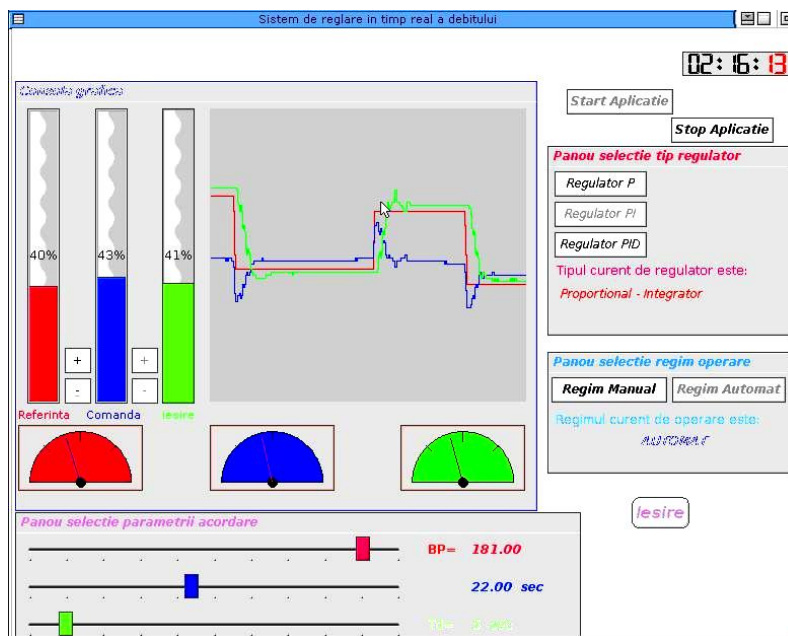 Sistem de reglare in timp real a debitului
02:16:13
Consola grafica
Start Aplicatie
Stop Aplicatie
Panou selectie tip regulator
Regulator P
Regulator PI
Regulator PID
Tipul curent de regulator este:
Proportional - Integrator
40%
43%
41%
+
+
-
-
Referinta
Comanda
Iesire
Panou selectie regim operare
Regim Manual
Regim Automat
Regimul curent de operare este:
AUTOMAT
Iesire
Panou selectie parametrii acordare
BP= 181.00
22.00 sec